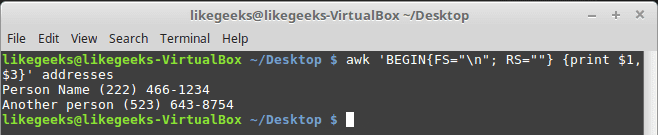 likegeeks@likegeeks-VirtualBox ~/Desktop
File Edit View Search Terminal Help
likegeeks@likegeeks-VirtualBox ~/Desktop $ awk 'BEGIN{FS="\n"; RS=""} {print $1,
$3}' addresses
Person Name (222) 466-1234
Another person (523) 643-8754
likegeeks@likegeeks-VirtualBox ~/Desktop $